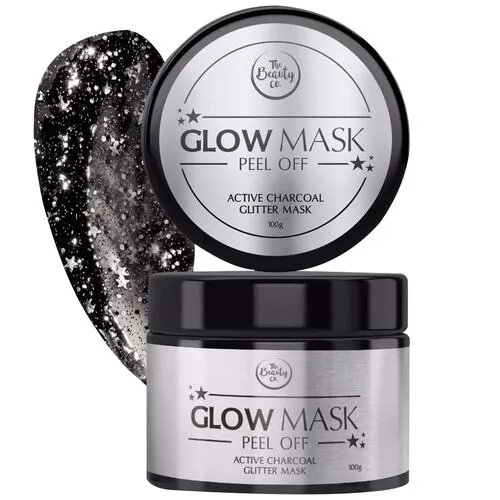 The
Beauty
Co.
GLOW MASK
PEEL OFF
ACTIVE CHARCOAL
GLITTER MASK
100g
The
Beauty
Co.
GLOW MASK
PEEL OFF
ACTIVE CHARCOAL
GLITTER MASK
100g